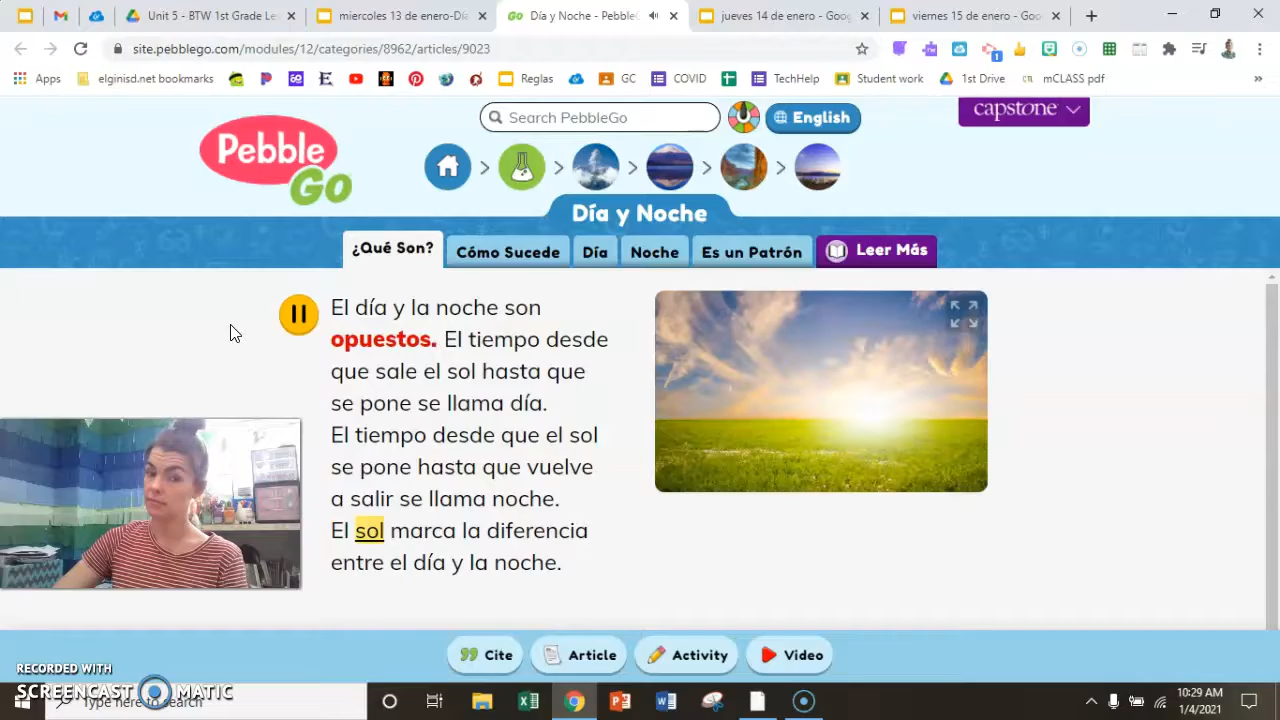 Unit 5 - BTW 1st Grade Le
miercoles 13 de enero-Dí
Día y Noche - Pebble
jueves 14 de enero - Goog
viernes 15 de enero - Goo
site.pebblego.com/modules/12/categories/8962/articles/9023
1
Apps
elginisd.net bookmarks
Reglas
GC
COVID
TechHelp
Student work
1st Drive
mCLASS pdf
Search PebbleGo
English
capstone
Pebble
Go
Día y Noche
¿Qué Son?
Cómo Sucede
Día
Noche
Es un Patrón
Leer Más
El día y la noche son
opuestos. El tiempo desde
que sale el sol hasta que
se pone se llama día.
El tiempo desde que el sol
se pone hasta que vuelve
a salir se llama noche.
El sol marca la diferencia
entre el día y la noche.
Cite
Article
Activity
Video
RECORDED WITH
SCREENCAST MATIC
Type here to search
10:29 AM
1/4/2021